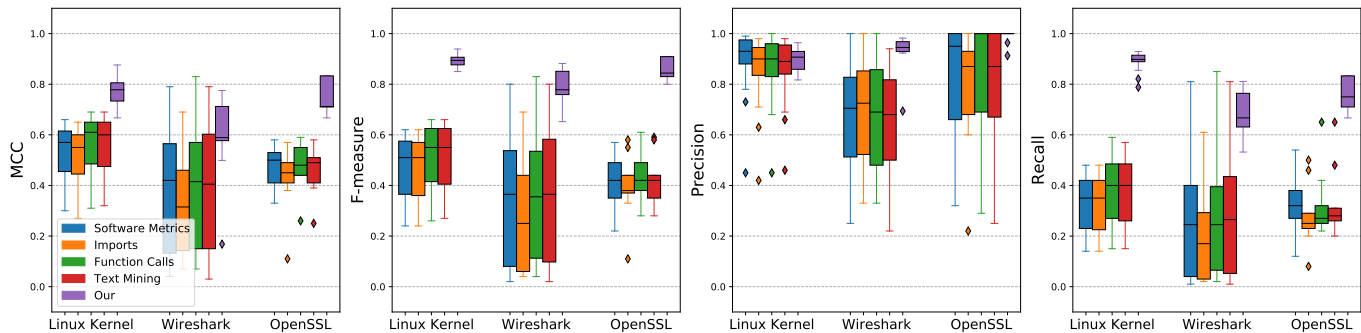 MCC
1.0
0.8
0.6
0.4
0.2
0.0
Software Metrics
Imports
Function Calls
Text Mining
Our
Linux Kernel
Wireshark
OpenSSL
F-measure
1.0
0.8
0.6
0.4
0.2
0.0
Linux Kernel
Wireshark
OpenSSL
Precision
1.0
0.8
0.6
0.4
0.2
0.0
Linux Kernel
Wireshark
OpenSSL
Recall
1.0
0.8
0.6
0.4
0.2
0.0
Linux Kernel
Wireshark
OpenSSL